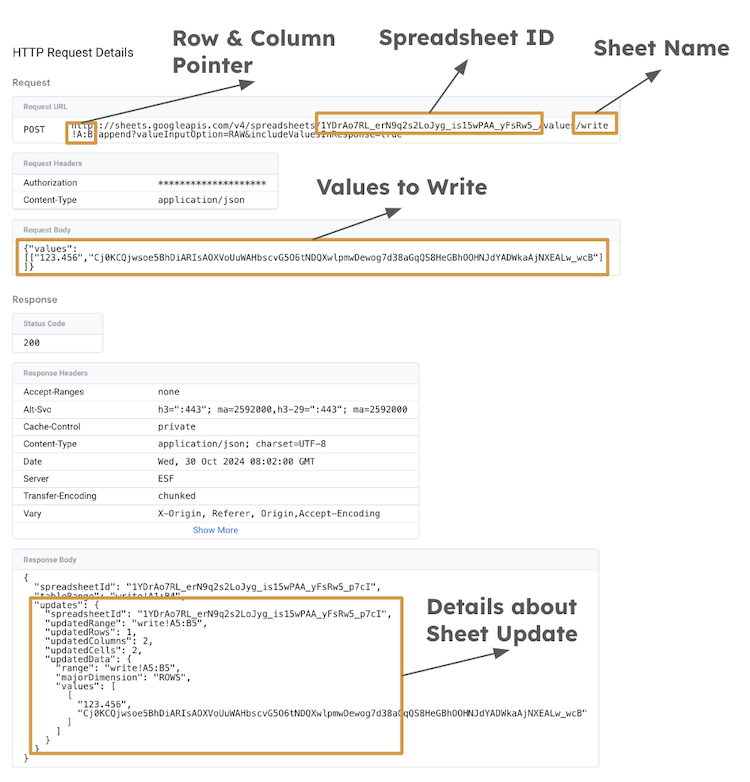 Row & Column
Pointer
Spreadsheet ID
Sheet Name
HTTP Request Details
Request
Request URL
POST https://sheets.googleapis.com/v4/spreadsheets/1YDrAo7RL_erN9q2s2LoJyg_is15wPAA_yFsRw5_/values/write
!A:B:append?valueInputOption=RAW&includeValuesInResponse=true
Request Headers
Authorization ********************
Content-Type application/json
Values to Write
Request Body
{"values":
[["123.456","Cj0KCQjwsoe5BhDiARIsAOXVoUuWAHbscvG5O6tNDQXwlpmwDewog7d38aGqQS8HeGBhOOHNJdYADWkaAjNXEALw_wcB"]
]}
Response
Status Code
200
Response Headers
Accept-Ranges none
Alt-Svc h3=":443"; ma=2592000,h3-29=":443"; ma=2592000
Cache-Control private
Content-Type application/json; charset=UTF-8
Date Wed, 30 Oct 2024 08:02:00 GMT
Server ESF
Transfer-Encoding chunked
Vary X-Origin, Referer, Origin,Accept-Encoding
Show More
Response Body
{
"spreadsheetId": "1YDrAo7RL_erN9q2s2LoJyg_is15wPAA_yFsRw5_p7cI",
"tableRange": "write!A1:B4",
"updates": {
"spreadsheetId": "1YDrAo7RL_erN9q2s2LoJyg_is15wPAA_yFsRw5_p7cI",
"updatedRange": "write!A5:B5",
"updatedRows": 1,
"updatedColumns": 2,
"updatedCells": 2,
"updatedData": {
"range": "write!A5:B5",
"majorDimension": "ROWS",
"values": [
[
"123.456",
"Cj0KCQjwsoe5BhDiARIsAOXVoUuWAHbscvG5O6tNDQXwlpmwDewog7d38aGqQS8HeGBhOOHNJdYADWkaAjNXEALw_wcB"
]
]
}
}
}
Details about
Sheet Update